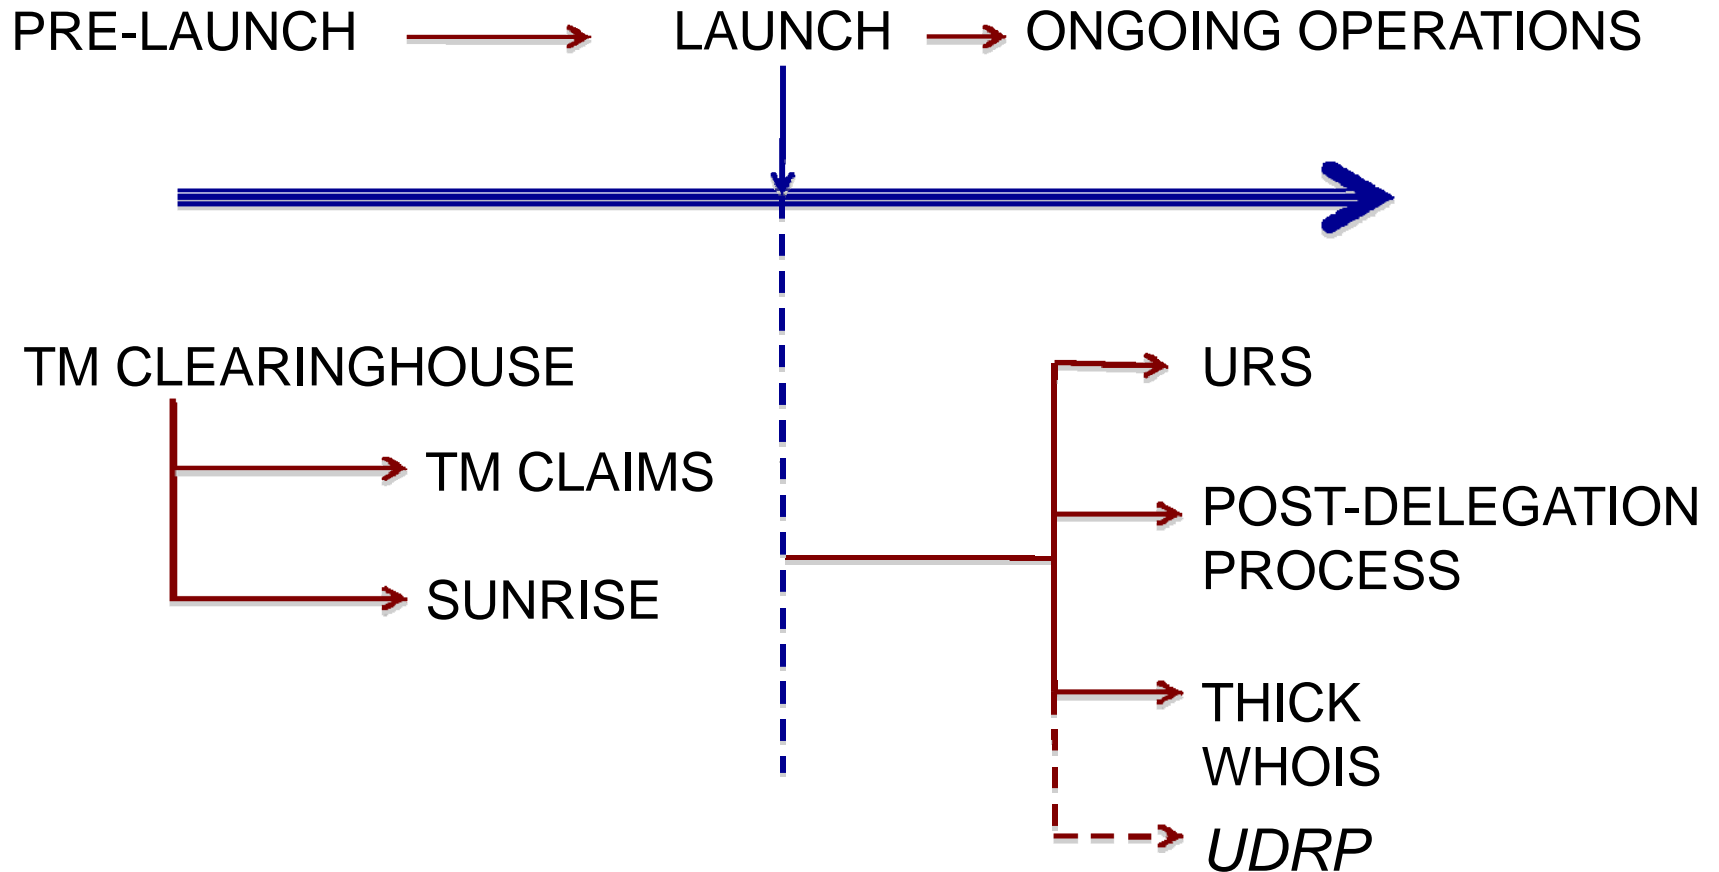 PRE-LAUNCH
LAUNCH
ONGOING OPERATIONS
TM CLEARINGHOUSE
TM CLAIMS
SUNRISE
URS
POST-DELEGATION
PROCESS
THICK
WHOIS
UDRP